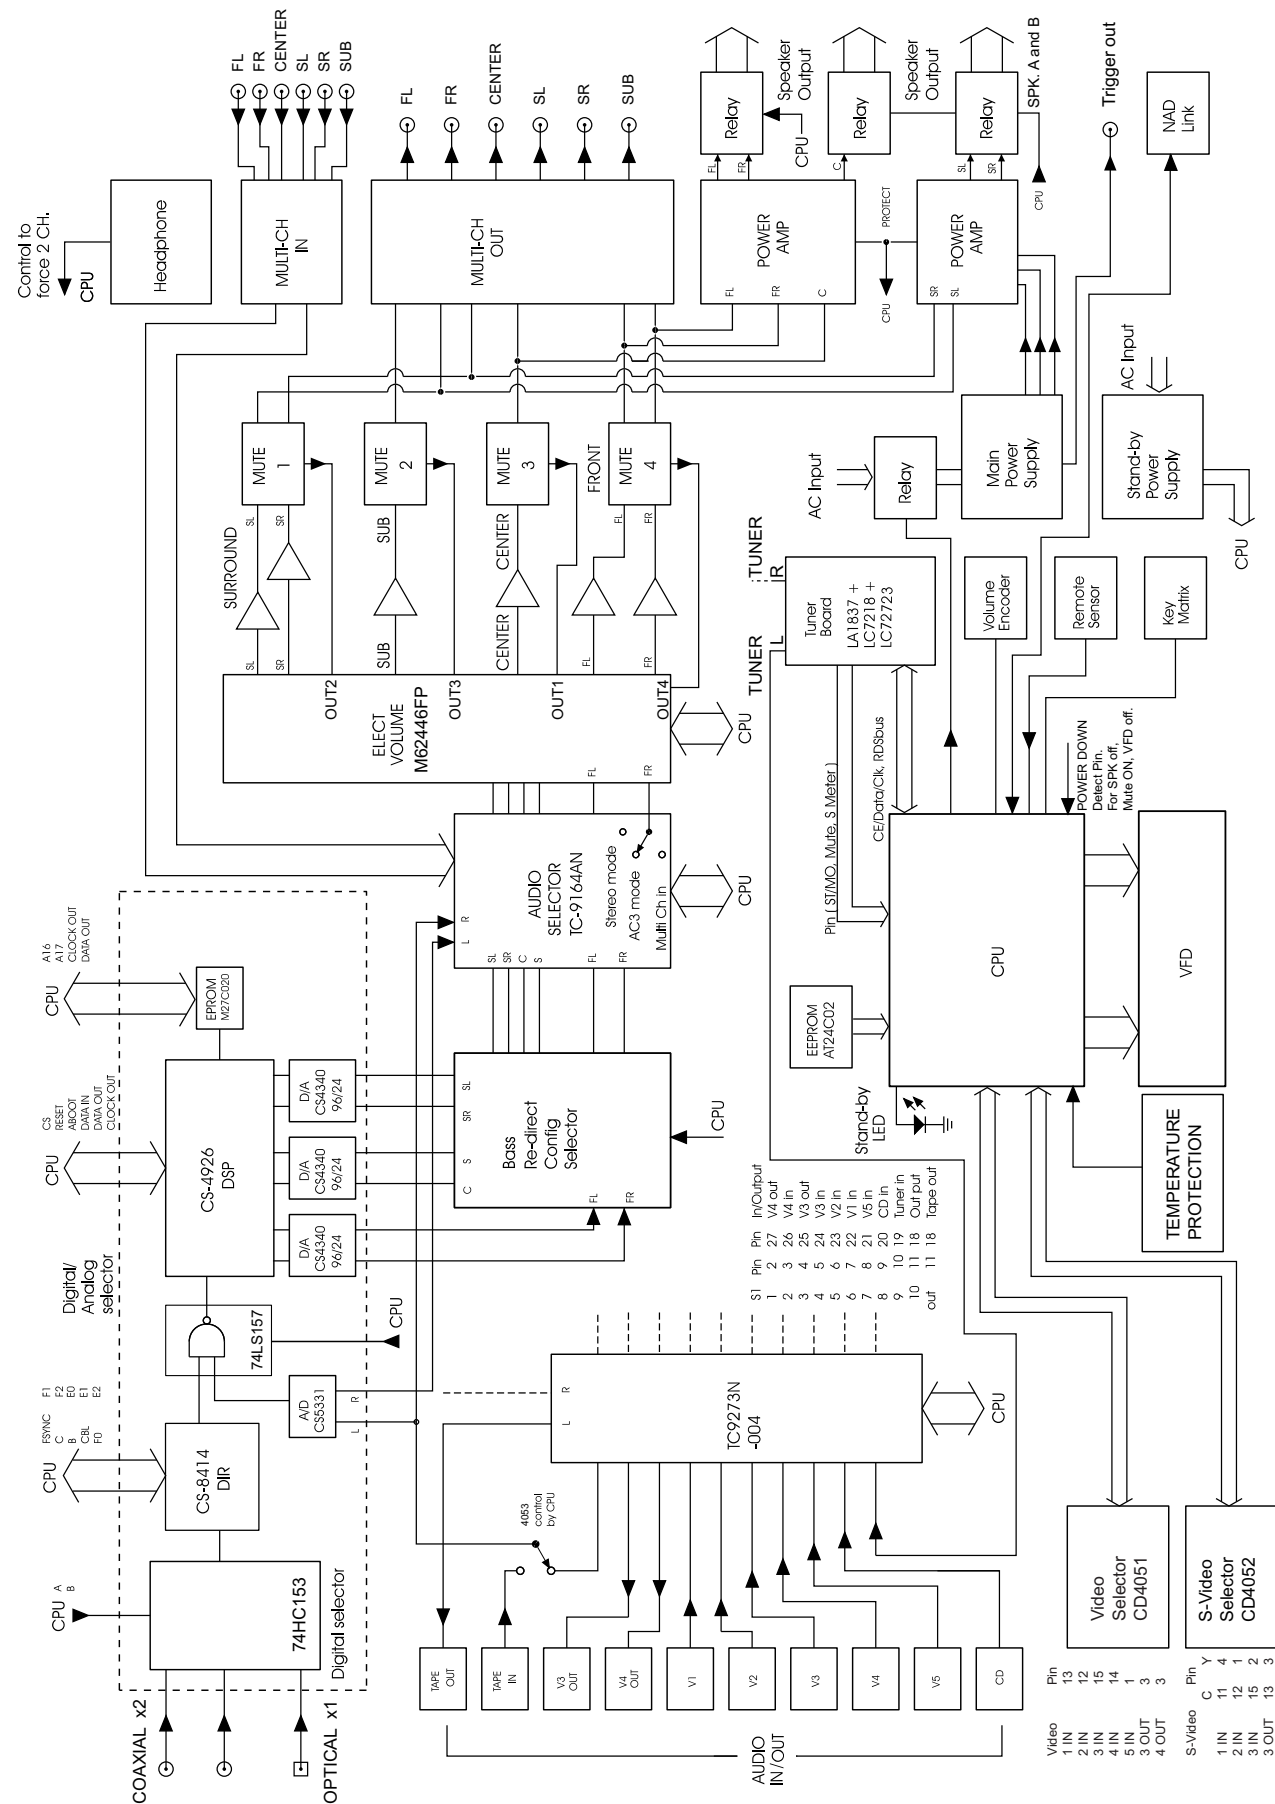 COAXIAL x2
OPTICAL x1
CPU
A
B
74HC153
Digital selector
CPU
FSYNC F1
C F2
B E0
CBL E1
F0 E2
CS-8414
DIR
A/D
CS5331
L
R
74LS157
CPU
Digital/
Analog
selector
CPU
CS
RESET
ABOOT
DATA IN
DATA OUT
CLOCK OUT
CS-4926
DSP
D/A
CS4340
96/24
D/A
CS4340
96/24
D/A
CS4340
96/24
CPU
A16
A17
CLOCK OUT
DATA OUT
EPROM
M27C020
FL
FR
C
S
SR
SL
Bass
Re-direct
Config
Selector
CPU
SL
SR
C
S
FL
FR
L
R
AUDIO
SELECTOR
TC-9164AN
Stereo mode
AC3 mode
Multi Ch in
CPU
FL
FR
ELECT
VOLUME
M62446FP
OUT2
OUT3
OUT1
OUT4
CPU
SL
SR
SUB
CENTER
FL
FR
SURROUND
SL
SR
SUB
CENTER
FL
FR
FRONT
MUTE
1
MUTE
2
MUTE
3
MUTE
4
Control to
force 2 CH.
CPU
Headphone
MULTI-CH
IN
FL
FR
CENTER
SL
SR
SUB
MULTI-CH
OUT
FL
FR
CENTER
SL
SR
SUB
FL
FR
C
POWER
AMP
FL
FR
C
PROTECT
CPU
SR
SL
POWER
AMP
SL
SR
Relay
Speaker
Output
CPU
Relay
Speaker
Output
Relay
SPK. A and B
CPU
Trigger out
NAD
Link
AC Input
Relay
Main
Power
Supply
AC Input
Stand-by
Power
Supply
CPU
TUNER L
TUNER R
Tuner
Board
LA1837 +
LC7218 +
LC72723
Volume
Encoder
Remote
Sensor
Key
Matrix
Pin ( ST/MO, Mute, S Meter )
CE/Data/Clk, RDSbus
POWER DOWN
Detect Pin.
For SPK off,
Mute ON, VFD off.
EEPROM
AT24C02
CPU
VFD
Stand-by
LED
TEMPERATURE
PROTECTION
S1 Pin Pin In/Output
1 2 27 V4 out
2 3 26 V4 in
3 4 25 V3 out
4 5 24 V3 in
5 6 23 V2 in
6 7 22 V1 in
7 8 21 V5 in
8 9 20 CD in
9 10 19 Tuner in
10 11 18 Out put
out 11 18 Tape out
L
R
TC9273N
-004
CPU
4053
control
by CPU
TAPE
OUT
TAPE
IN
V3
OUT
V4
OUT
V1
V2
V3
V4
V5
CD
AUDIO
IN/OUT
Video
Selector
CD4051
S-Video
Selector
CD4052
Video Pin
1 IN 13
2 IN 12
3 IN 15
4 IN 14
5 IN 1
3 OUT 3
4 OUT 3
S-Video Pin
C Y
1 IN 11 4
2 IN 12 1
3 IN 15 2
3 OUT 13 3